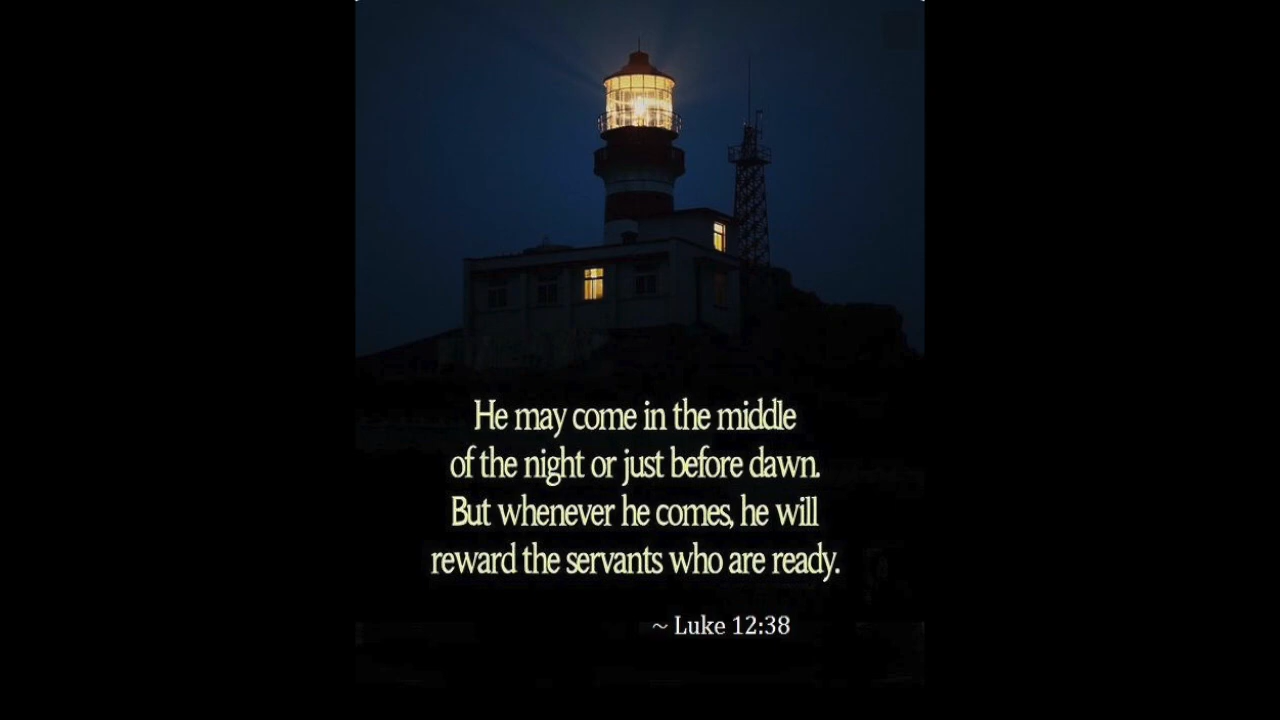 He may come in the middle
of the night or just before dawn.
But whenever he comes, he will
reward the servants who are ready.
~ Luke 12:38